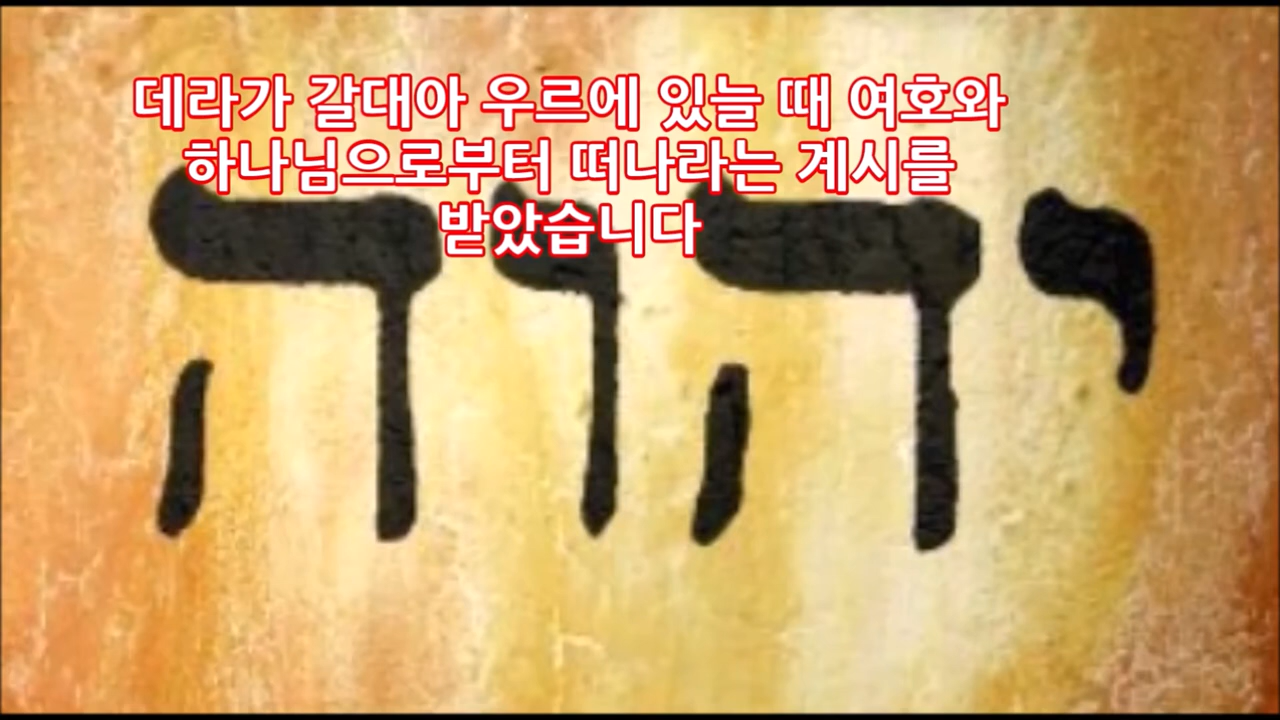 데라가 갈대아 우르에 있늘 때 여호와
하나님으로부터 떠나라는 계시를
받았습니다
יהוה